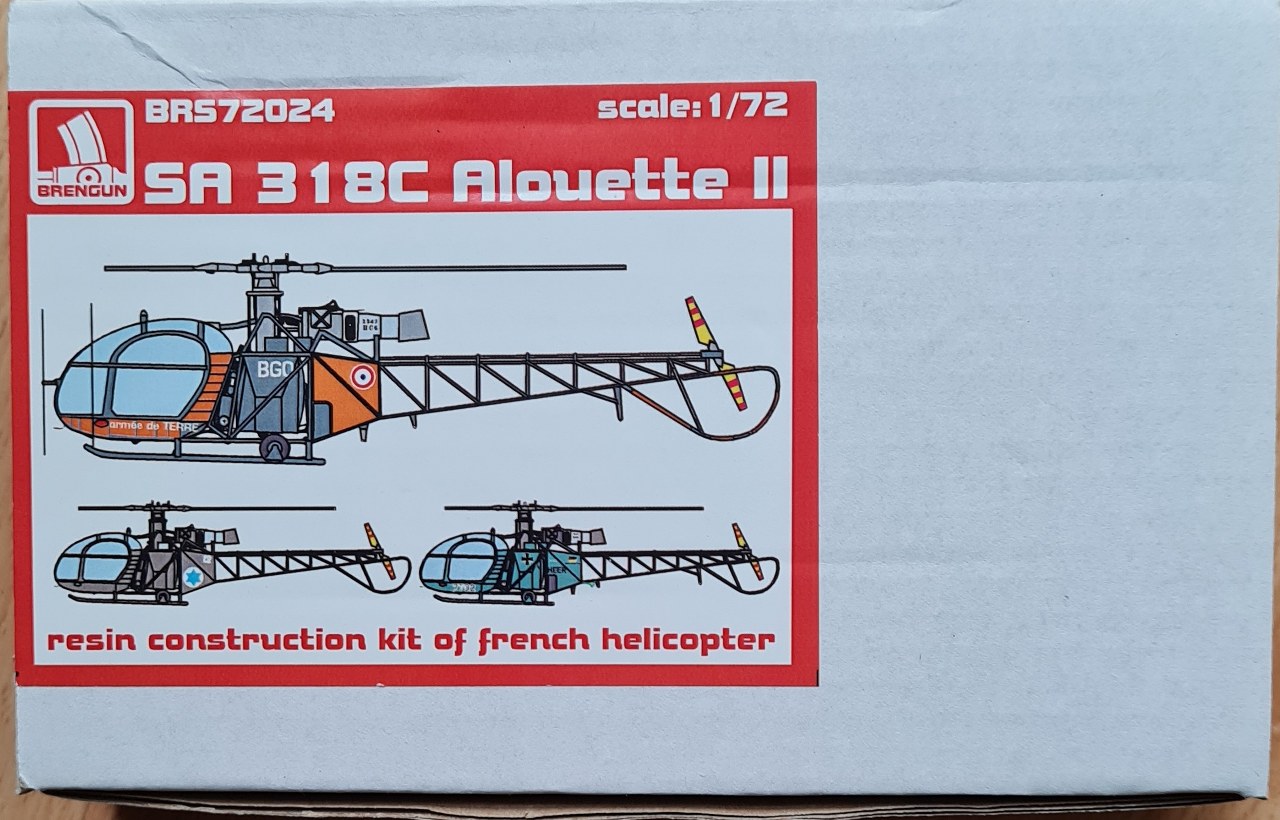 BRS72024
scale: 1/72
BRENGUN
SA 318C Alouette II
BGO
armée de TERRE
HEER
resin construction kit of french helicopter